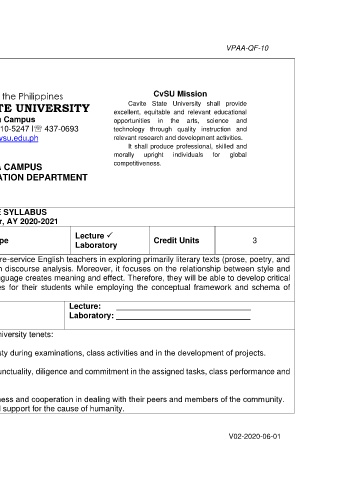 VPAA-QF-10
the Philippines
TE UNIVERSITY
Campus
10-5247 I☏ 437-0693
vsu.edu.ph
CAMPUS
ATION DEPARTMENT
CvSU Mission
Cavite State University shall provide
excellent, equitable and relevant educational
opportunities in the arts, science and
technology through quality instruction and
relevant research and development activities.
It shall produce professional, skilled and
morally upright individuals for global
competitiveness.
E SYLLABUS
r, AY 2020-2021
pe
Lecture ✓
Laboratory
Credit Units
3
re-service English teachers in exploring primarily literary texts (prose, poetry, and
n discourse analysis. Moreover, it focuses on the relationship between style and
nguage creates meaning and effect. Therefore, they will be able to develop critical
es for their students while employing the conceptual framework and schema of
Lecture:
Laboratory:
niversity tenets:
sty during examinations, class activities and in the development of projects.
unctuality, diligence and commitment in the assigned tasks, class performance and
ness and cooperation in dealing with their peers and members of the community.
d support for the cause of humanity.
V02-2020-06-01